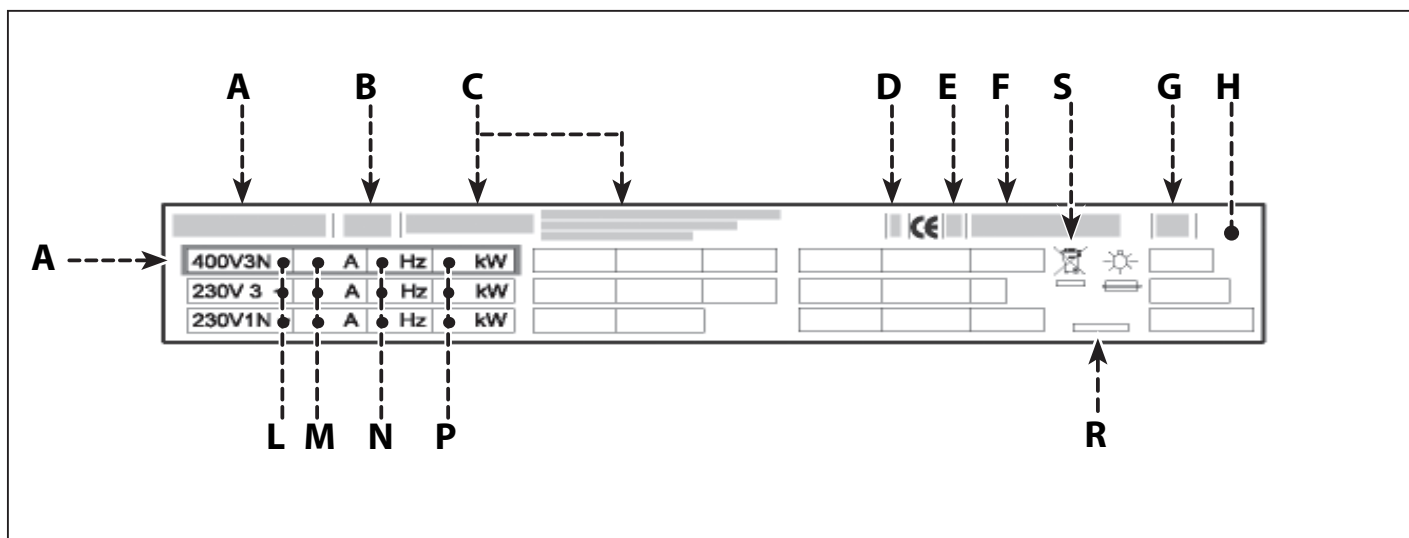 A B C D E F S G H
CE
A
400V3N A Hz kW
230V 3 A Hz kW
230V1N A Hz kW
L M N P
R